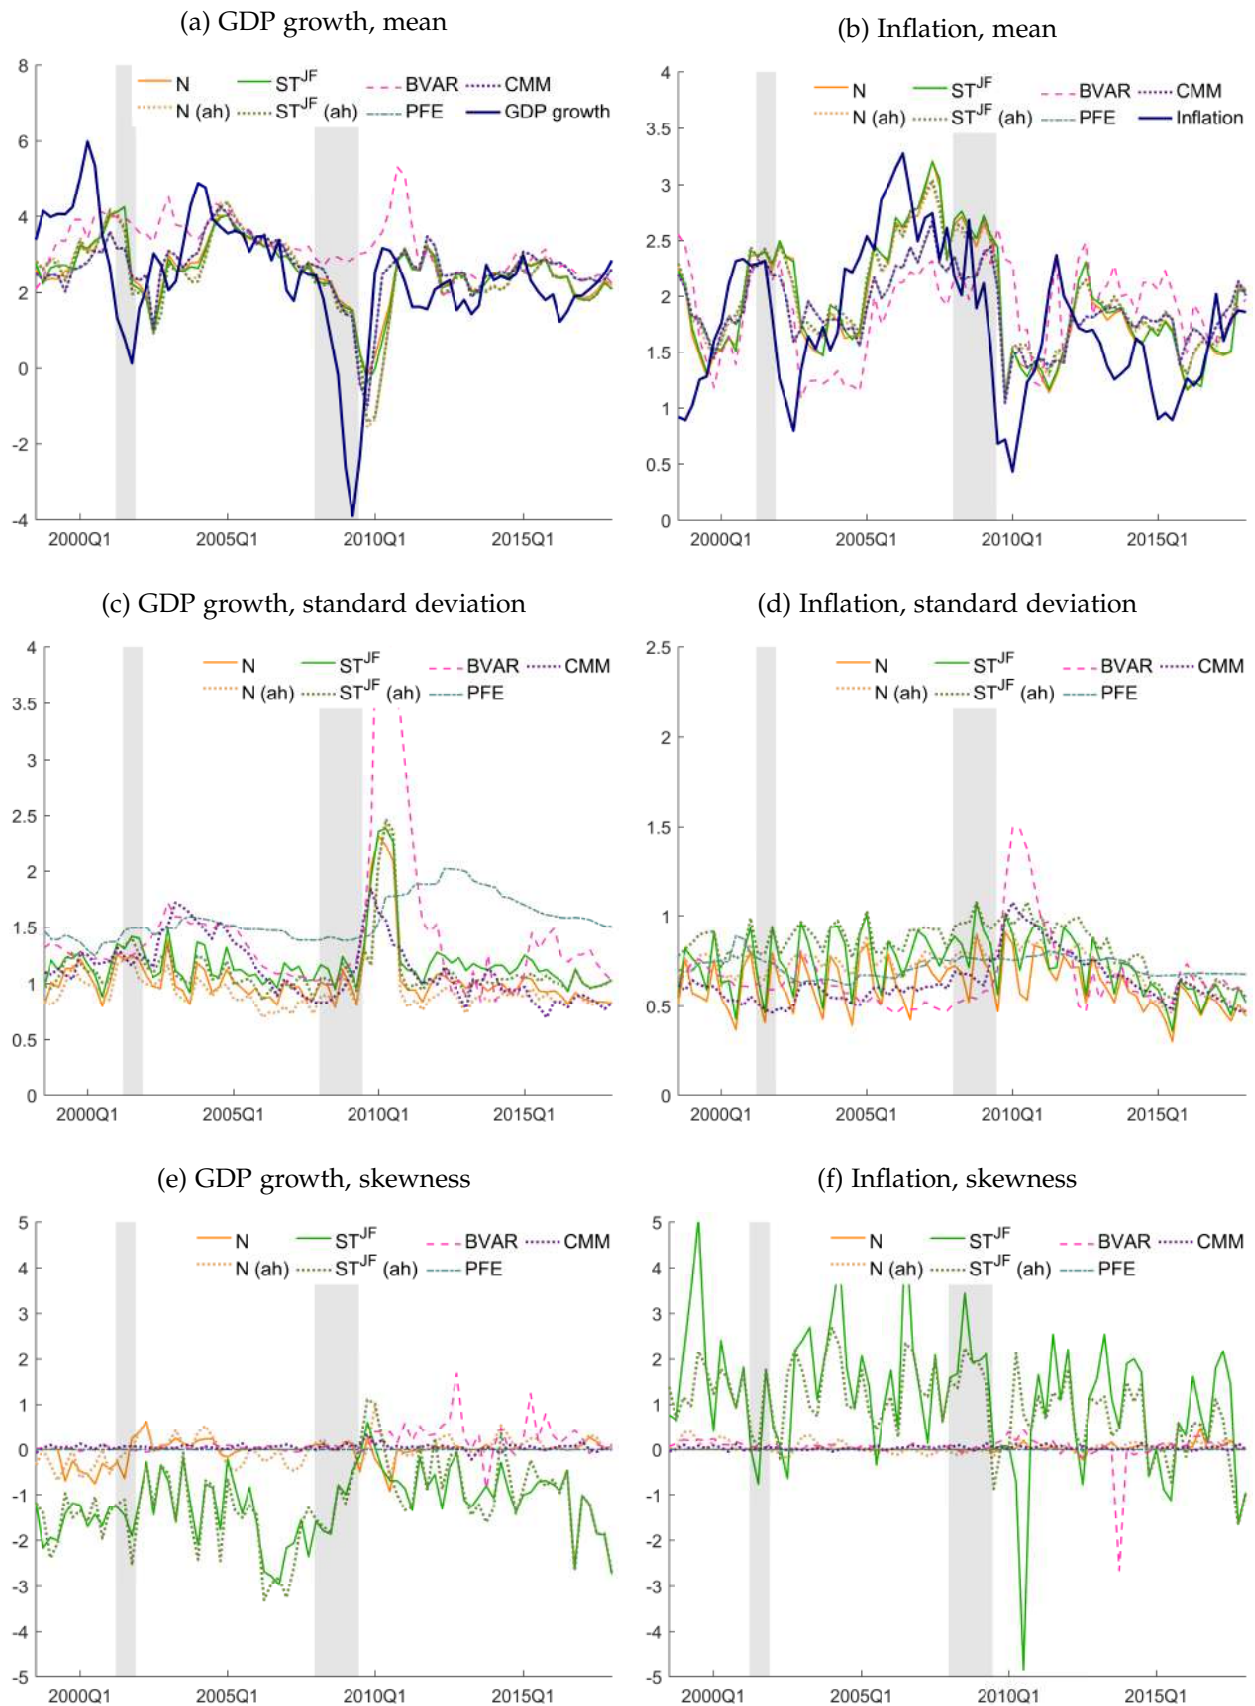 (a) GDP growth, mean
8
6
4
2
0
-2
-4
N
ST^JF
BVAR
CMM
N (ah)
ST^JF (ah)
PFE
GDP growth
2000Q1
2005Q1
2010Q1
2015Q1
(b) Inflation, mean
4
3.5
3
2.5
2
1.5
1
0.5
0
N
ST^JF
BVAR
CMM
N (ah)
ST^JF (ah)
PFE
Inflation
2000Q1
2005Q1
2010Q1
2015Q1
(c) GDP growth, standard deviation
4
3.5
3
2.5
2
1.5
1
0.5
0
N
ST^JF
BVAR
CMM
N (ah)
ST^JF (ah)
PFE
2000Q1
2005Q1
2010Q1
2015Q1
(d) Inflation, standard deviation
2.5
2
1.5
1
0.5
0
N
ST^JF
BVAR
CMM
N (ah)
ST^JF (ah)
PFE
2000Q1
2005Q1
2010Q1
2015Q1
(e) GDP growth, skewness
5
4
3
2
1
0
-1
-2
-3
-4
-5
N
ST^JF
BVAR
CMM
N (ah)
ST^JF (ah)
PFE
2000Q1
2005Q1
2010Q1
2015Q1
(f) Inflation, skewness
5
4
3
2
1
0
-1
-2
-3
-4
-5
N
ST^JF
BVAR
CMM
N (ah)
ST^JF (ah)
PFE
2000Q1
2005Q1
2010Q1
2015Q1